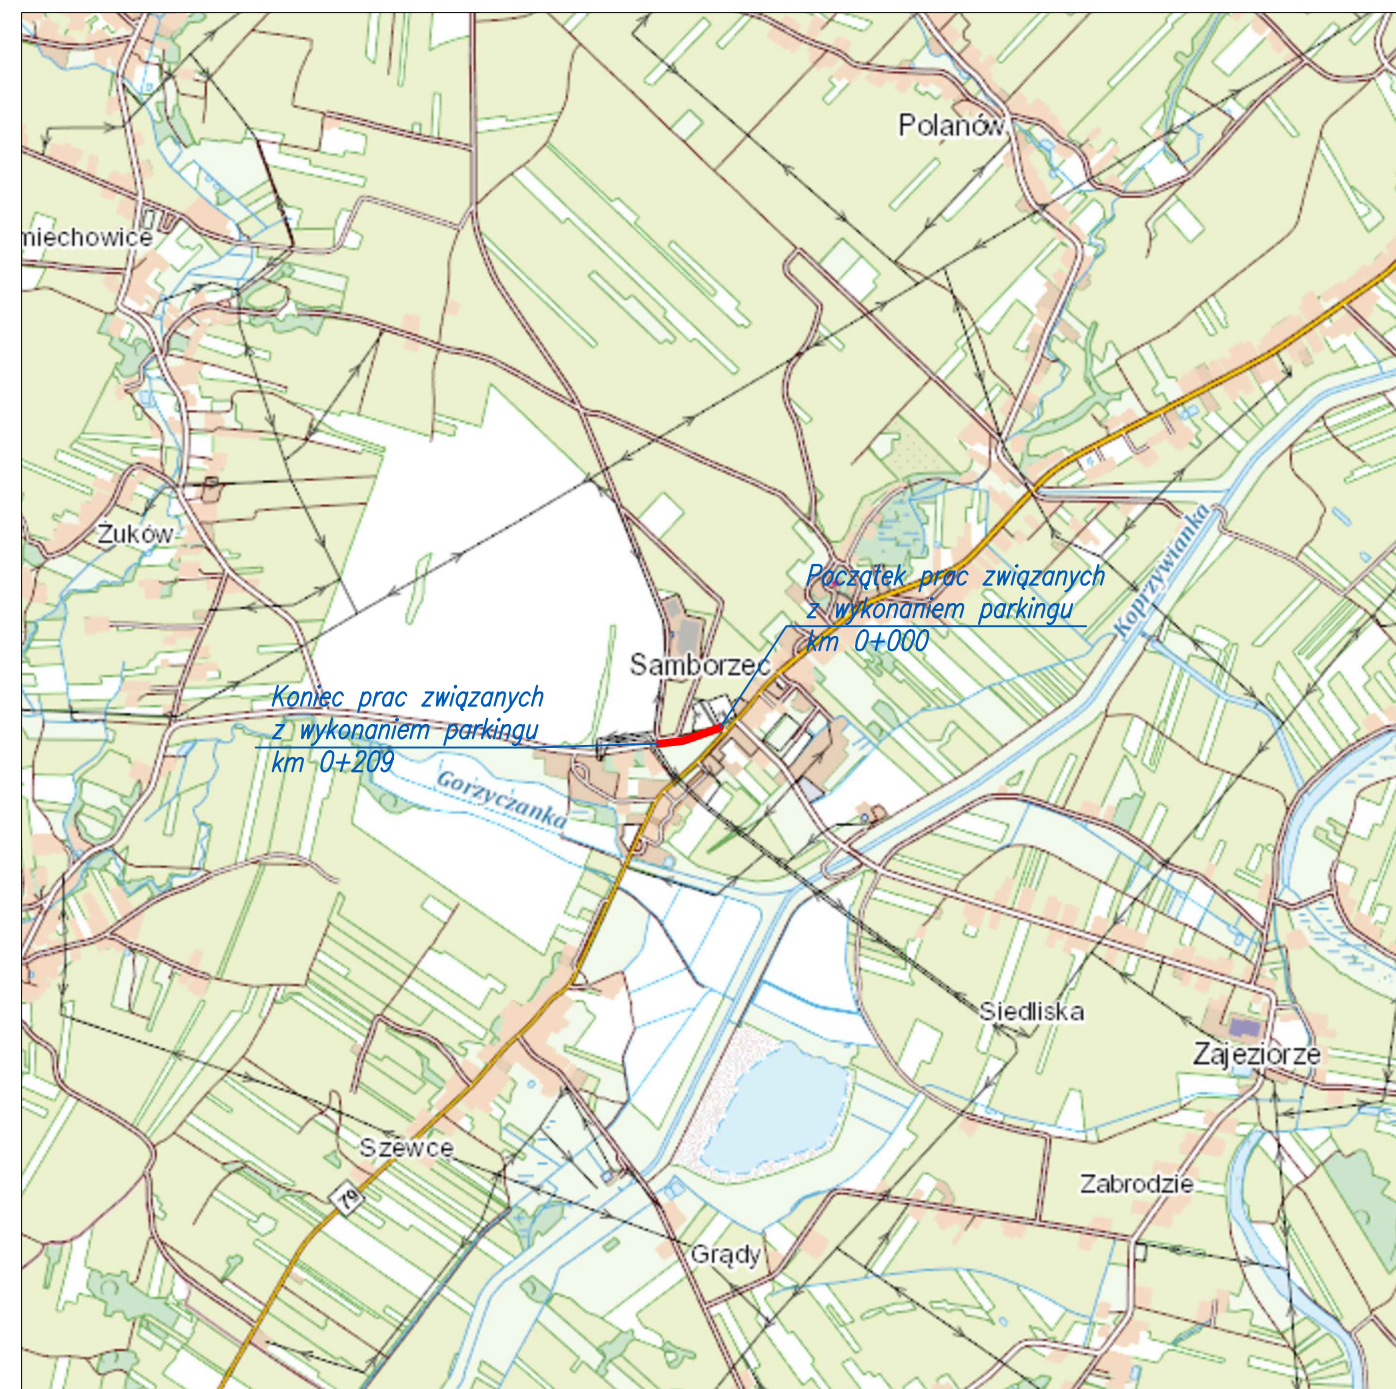 Polanów
miechowice
Żuków
Koprzywianka
Początek prac związanych
z wykonaniem parkingu
km 0+000
Samborzec
Koniec prac związanych
z wykonaniem parkingu
km 0+209
Gorzyczanka
Siedliska
Zajeziorze
Szewce
79
Zabrodzie
Grądy